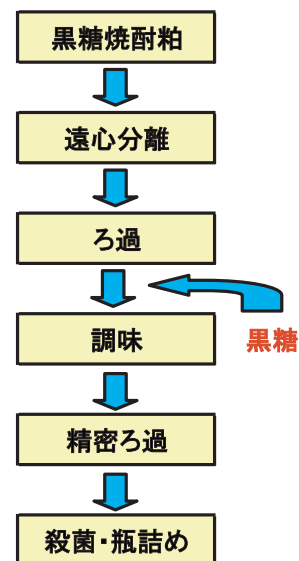 黒糖焼酎粕
遠心分離
ろ過
調味
黒糖
精密ろ過
殺菌・瓶詰め